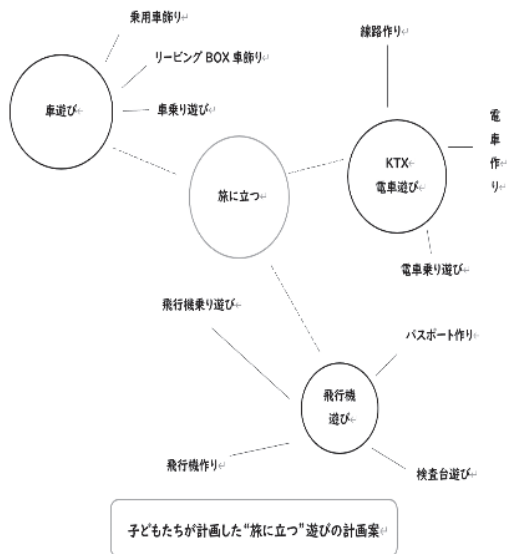 乗用車飾り
リービング BOX 車飾り
車遊び
車乗り遊び
線路作り
電車作り
KTX
電車遊び
旅に立つ
電車乗り遊び
飛行機乗り遊び
パスポート作り
飛行機
遊び
飛行機作り
検査台遊び
子どもたちが計画した“旅に立つ”遊びの計画案